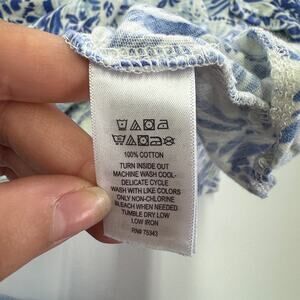 100% COTTON
TURN INSIDE OUT
MACHINE WASH COOL-
DELICATE CYCLE
WASH WITH LIKE COLORS
ONLY NON-CHLORINE
BLEACH WHEN NEEDED
TUMBLE DRY LOW
LOW IRON
RN# 75343